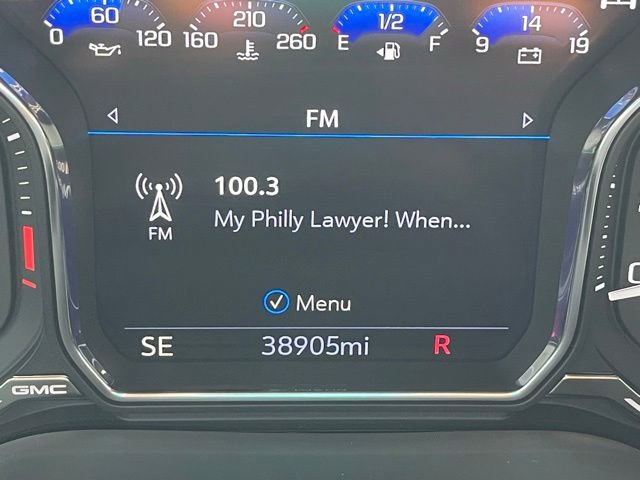 0 60 120 160 210 260 E 1/2 F 9 14 19
FM
100.3
FM
My Philly Lawyer! When...
Menu
SE 38905mi R
GMC